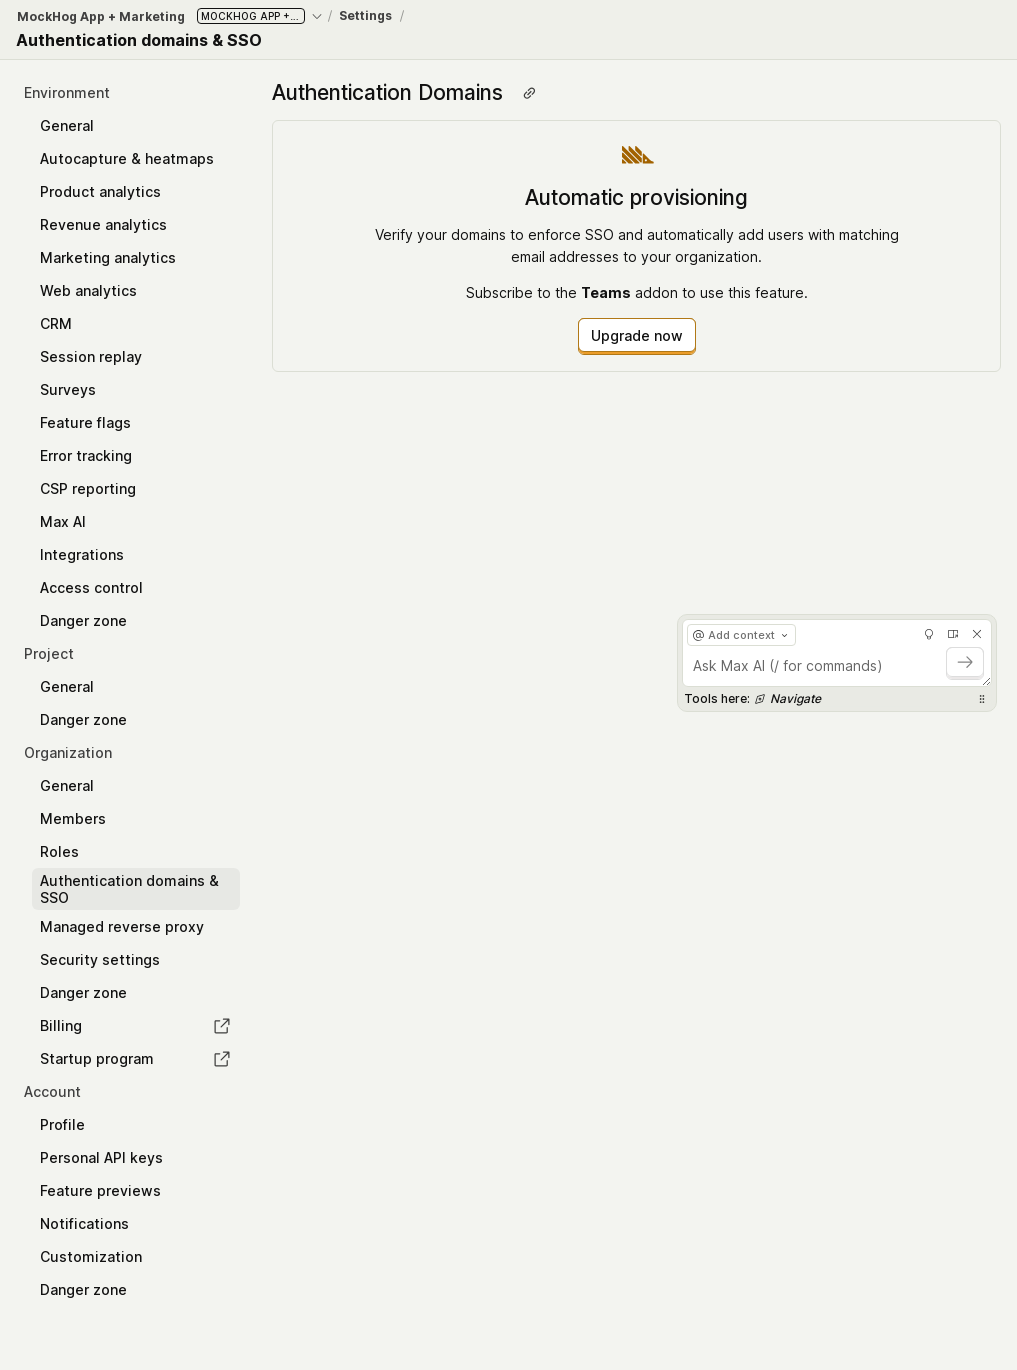 MockHog App + Marketing MOCKHOG APP +... / Settings /
Authentication domains & SSO
Environment
General
Autocapture & heatmaps
Product analytics
Revenue analytics
Marketing analytics
Web analytics
CRM
Session replay
Surveys
Feature flags
Error tracking
CSP reporting
Max AI
Integrations
Access control
Danger zone
Project
General
Danger zone
Organization
General
Members
Roles
Authentication domains &
SSO
Managed reverse proxy
Security settings
Danger zone
Billing
Startup program
Account
Profile
Personal API keys
Feature previews
Notifications
Customization
Danger zone
Authentication Domains
Automatic provisioning
Verify your domains to enforce SSO and automatically add users with matching
email addresses to your organization.
Subscribe to the Teams addon to use this feature.
Upgrade now
@ Add context
Ask Max AI (/ for commands)
Tools here: Navigate